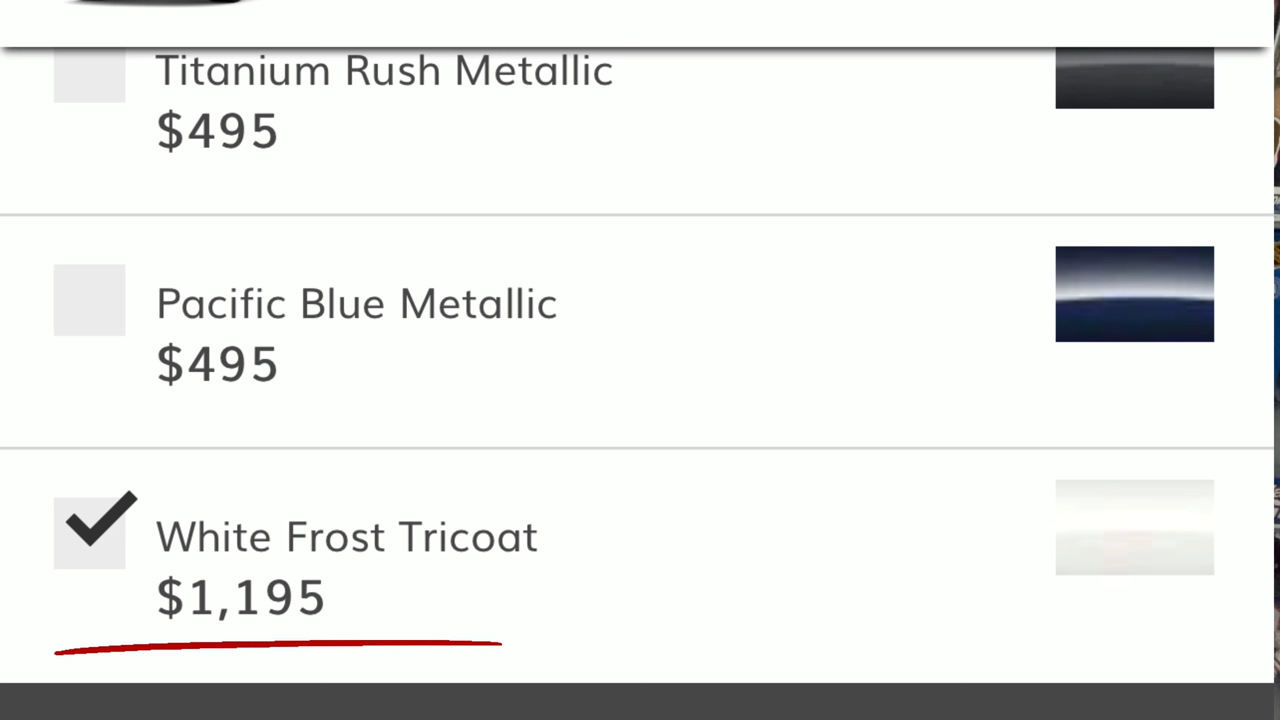 Titanium Rush Metallic
$495
Pacific Blue Metallic
$495
White Frost Tricoat
$1,195